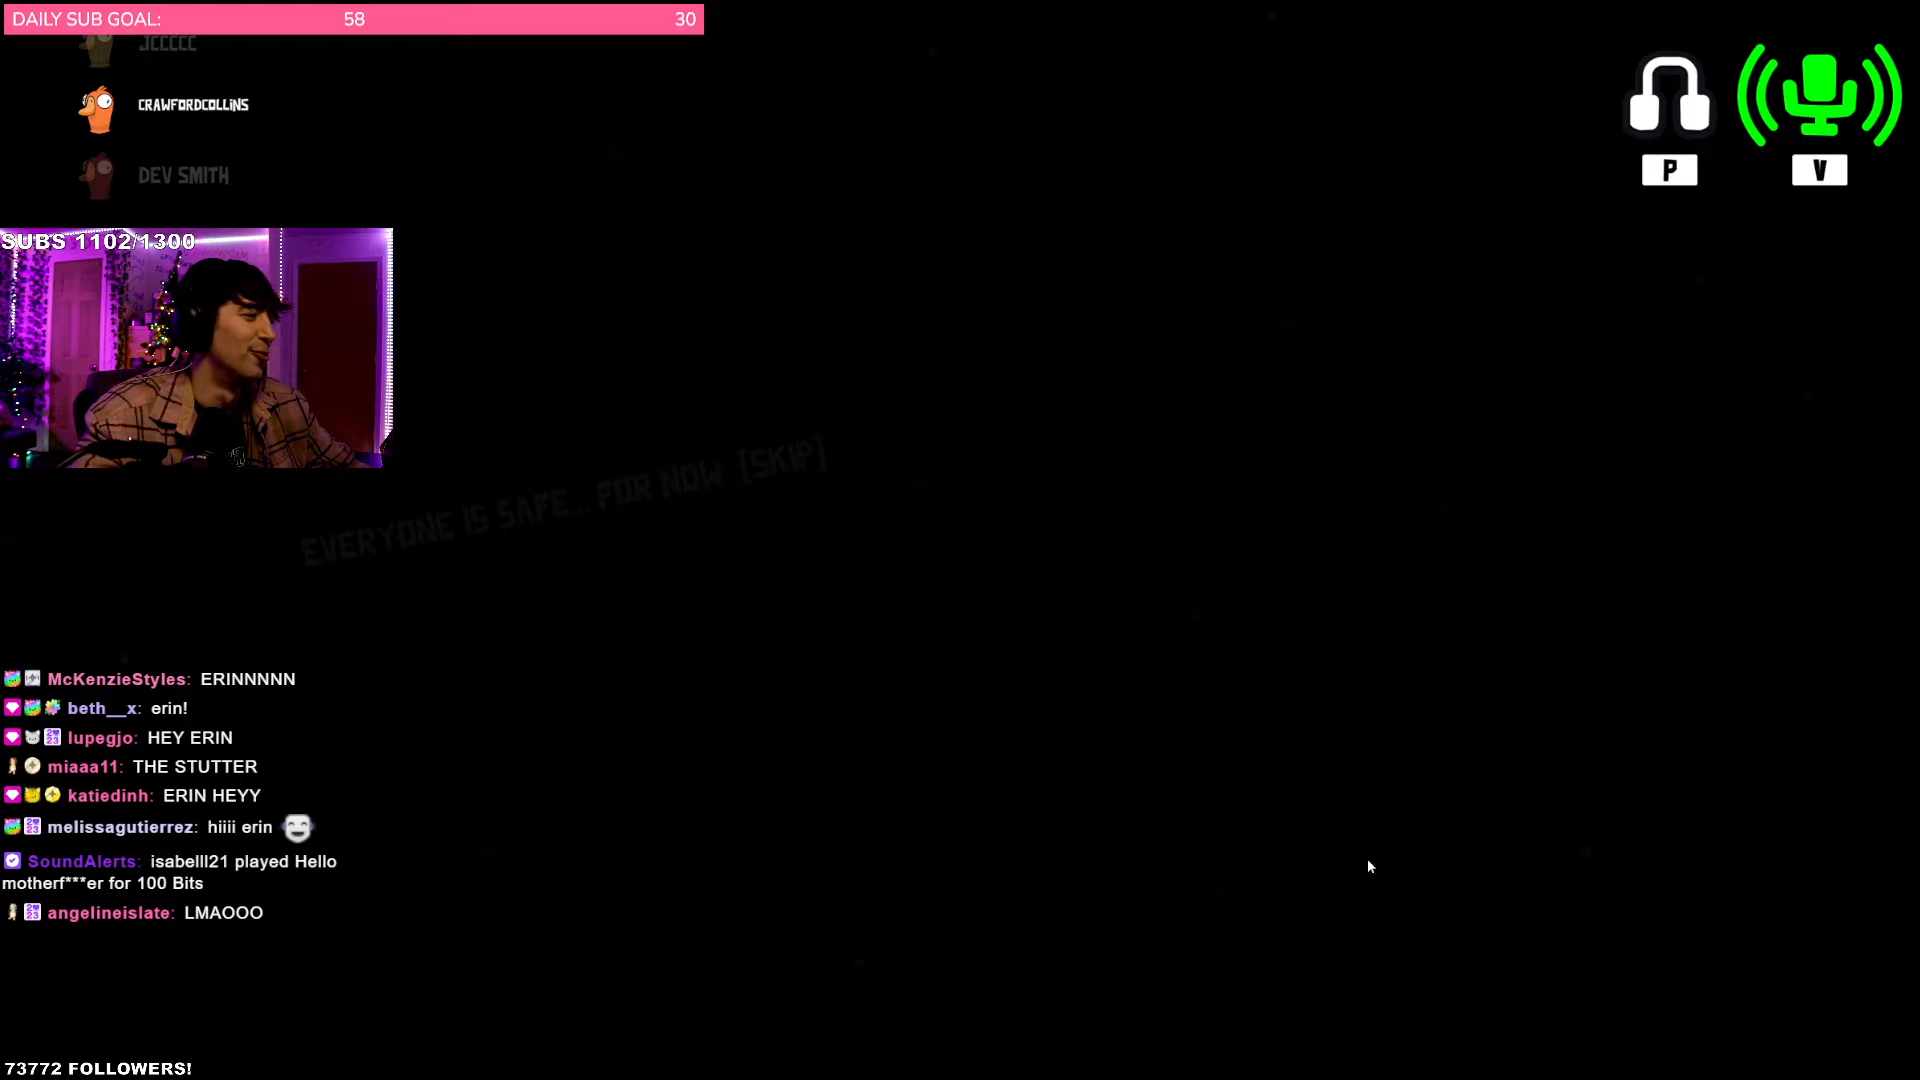 DAILY SUB GOAL: 58 30
JCCCCC
CRAWFORDCOLLINS
DEV SMITH
P V
SUBS 1102/1300
EVERYONE IS SAFE... FOR NOW. [SKIP]
McKenzieStyles: ERINNNNN
beth__x: erin!
lupegjo: HEY ERIN
miaaa11: THE STUTTER
katiedinh: ERIN HEYY
melissagutierrez: hiiii erin
SoundAlerts: isabelll21 played Hello
motherf***er for 100 Bits
angelineislate: LMAOOO
73772 FOLLOWERS!